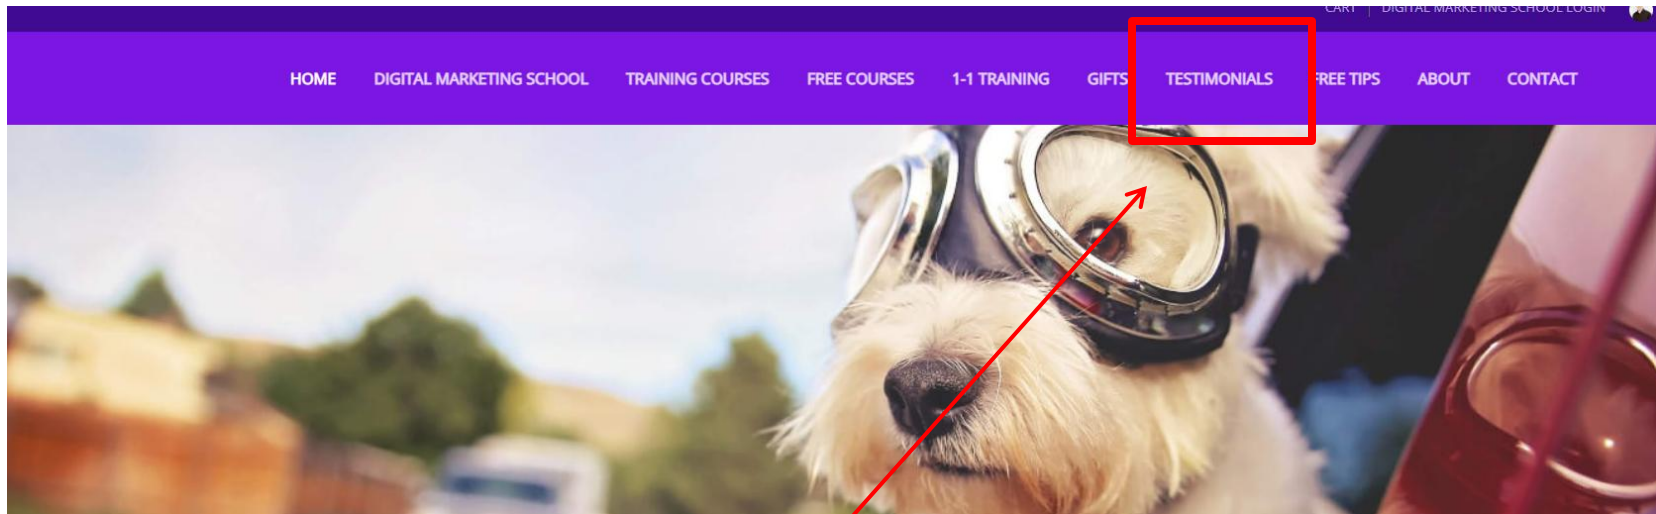 CART | DIGITAL MARKETING SCHOOL LOGIN
HOME DIGITAL MARKETING SCHOOL TRAINING COURSES FREE COURSES 1-1 TRAINING GIFTS TESTIMONIALS FREE TIPS ABOUT CONTACT